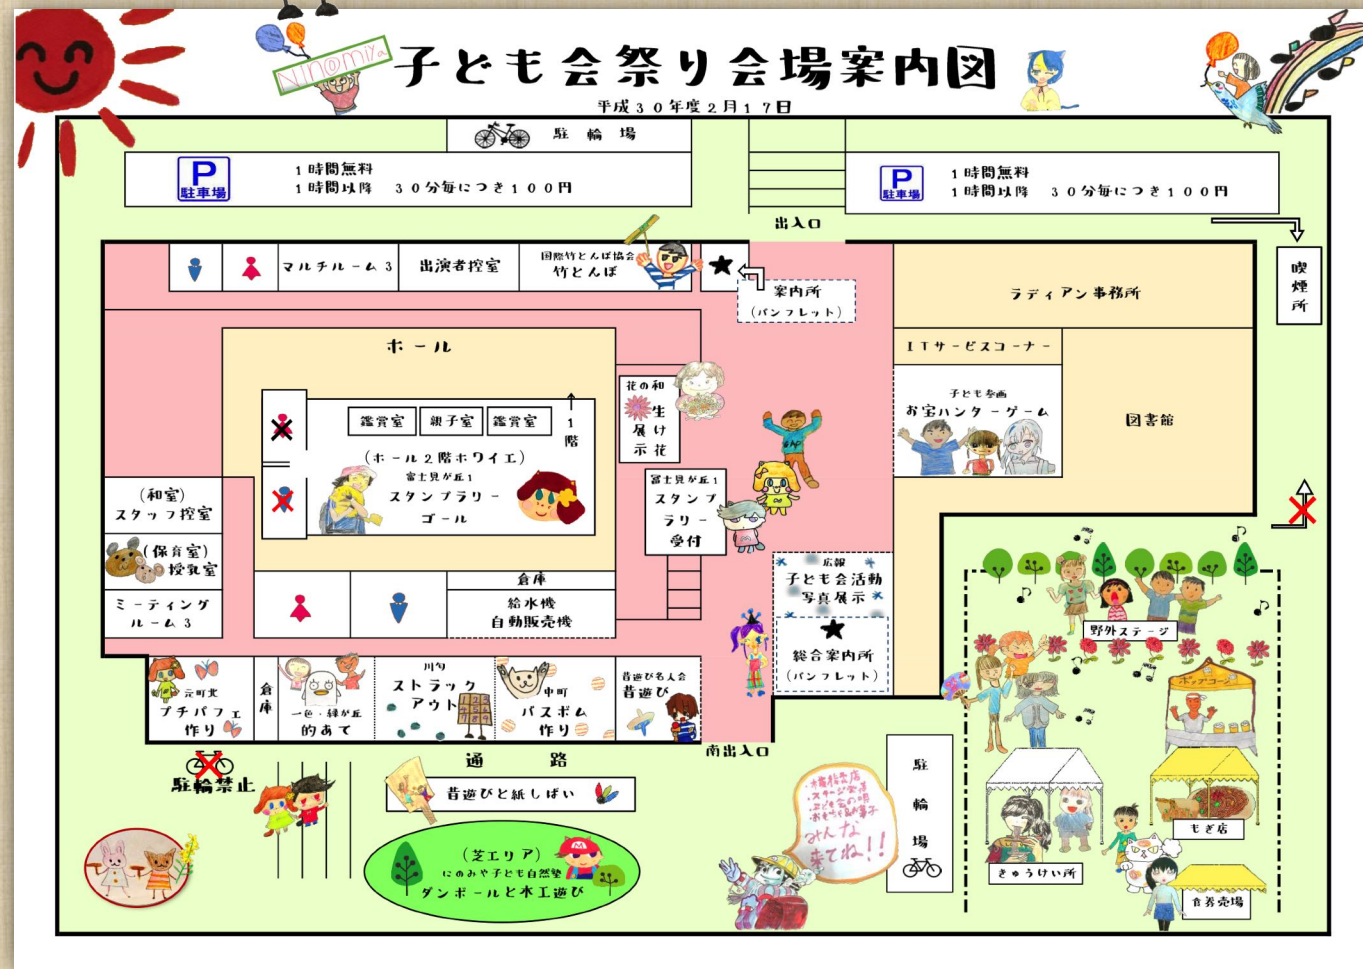 Ninomiya
子ども会祭り会場案内図
平成３０年度２月１７日
駐輪場
P
駐車場
１時間無料
１時間以降　３０分毎につき１００円
P
駐車場
１時間無料
１時間以降　３０分毎につき１００円
出入口
マルチルーム３
出演者控室
国際竹とんぼ協会
竹とんぼ
案内所
（パンフレット）
ラディアン事務所
喫煙所
ホール
ITサービスコーナー
花の和
生け花
展示
子ども参画
お宝ハンターゲーム
図書館
鑑賞室
親子室
鑑賞室
１階
（ホール２階ホワイエ）
富士見が丘１
スタンプラリー
ゴール
富士見が丘１
スタンプ
ラリー
受付
（和室）
スタッフ控室
（保育室）
授乳室
ミーティング
ルーム３
倉庫
給水機
自動販売機
広報
子ども会活動
写真展示
総合案内所
（パンフレット）
野外ステージ
元町北
プチパフェ
作り
倉庫
一色・緑が丘
的あて
川匂
ストラック
アウト
中町
バスボム
作り
昔遊び名人会
昔遊び
南出入口
ポップコーン
駐輪禁止
通路
昔遊びと紙しばい
駐輪場
・模擬店
みんな
来てね!!
もぎ店
きゅうけい所
食券売場
（芝エリア）
にのみや子ども自然塾
ダンボールと木工遊び